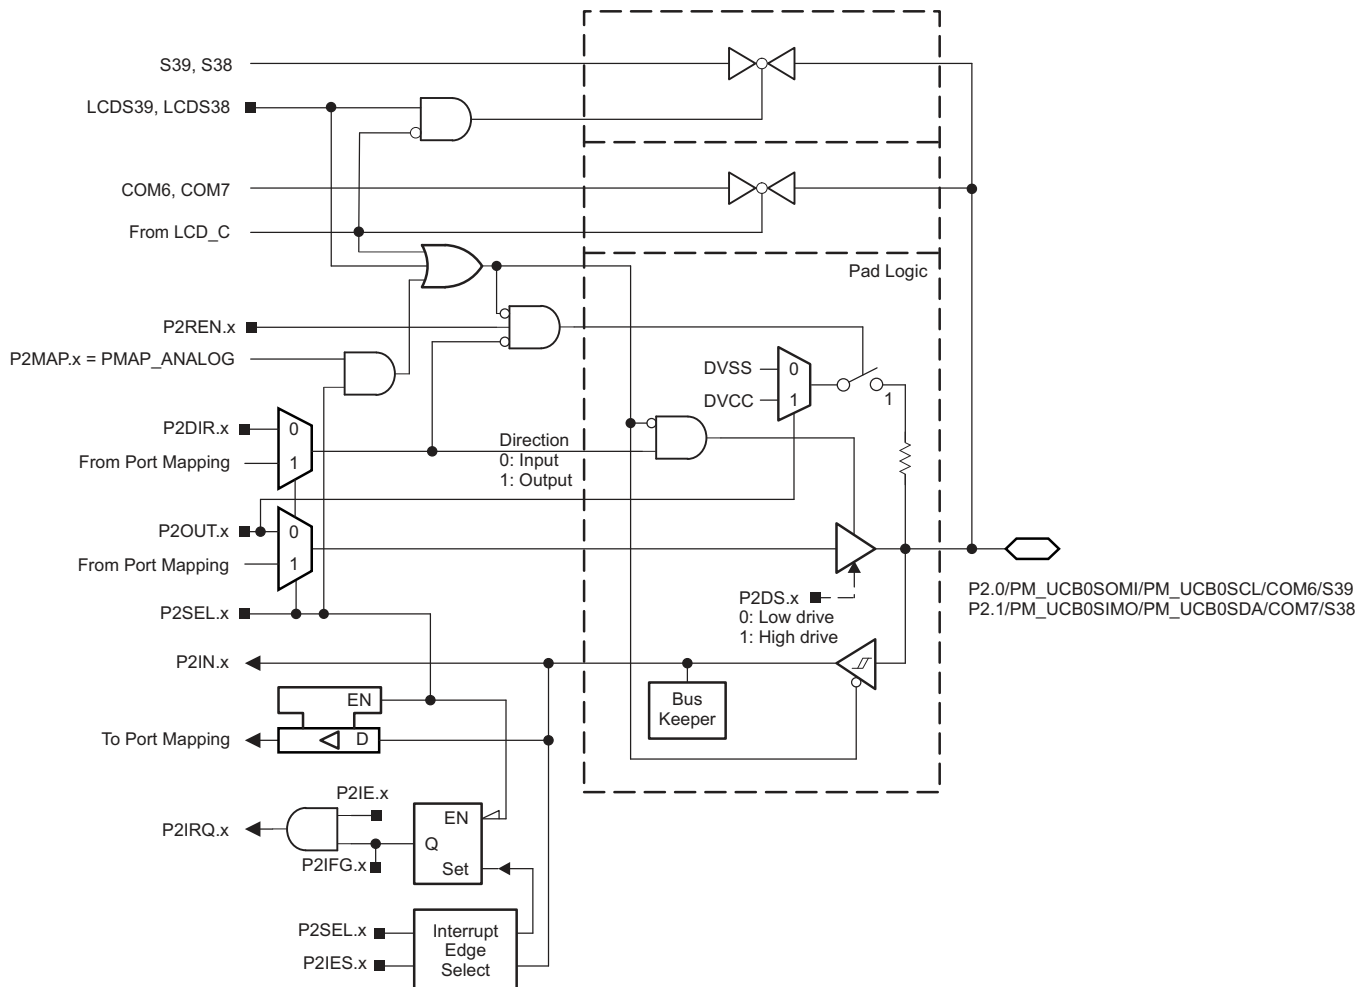 S39, S38
LCDS39, LCDS38
COM6, COM7
From LCD_C
Pad Logic
P2REN.x
P2MAP.x = PMAP_ANALOG
DVSS
0
DVCC
1
1
P2DIR.x
0
From Port Mapping
1
Direction
0: Input
1: Output
P2OUT.x
0
From Port Mapping
1
P2DS.x
0: Low drive
1: High drive
P2.0/PM_UCB0SOMI/PM_UCB0SCL/COM6/S39
P2.1/PM_UCB0SIMO/PM_UCB0SDA/COM7/S38
P2SEL.x
P2IN.x
Bus
Keeper
EN
To Port Mapping
D
P2IE.x
EN
P2IRQ.x
Q
P2IFG.x
Set
P2SEL.x
P2IES.x
Interrupt
Edge
Select